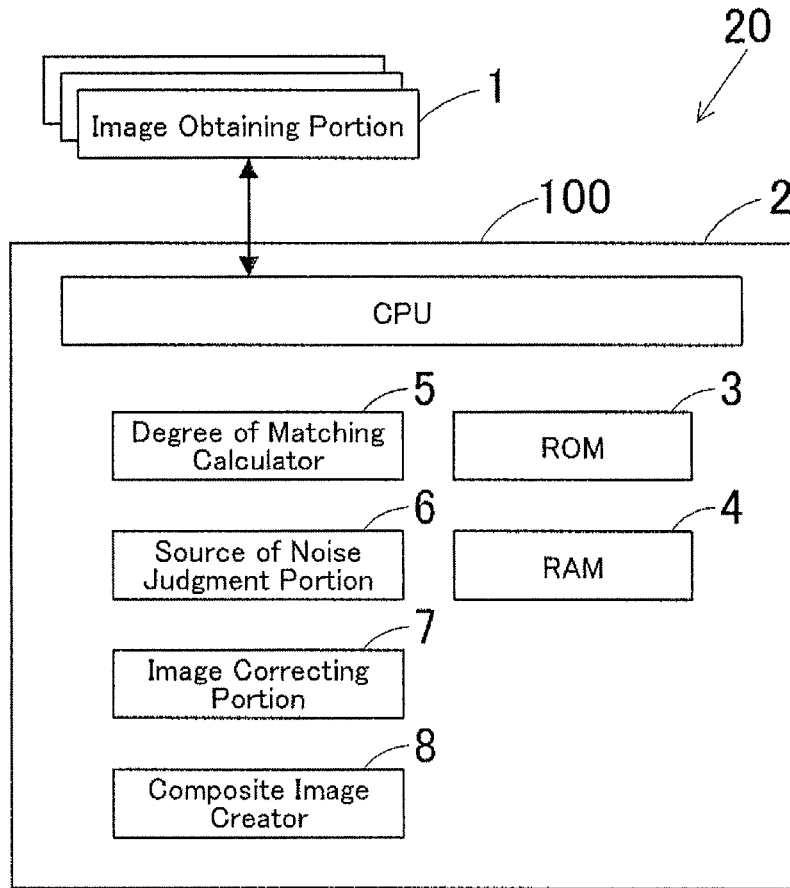 20
1
Image Obtaining Portion
100
2
CPU
5
3
Degree of Matching
Calculator
ROM
6
4
Source of Noise
Judgment Portion
RAM
7
Image Correcting
Portion
8
Composite Image
Creator